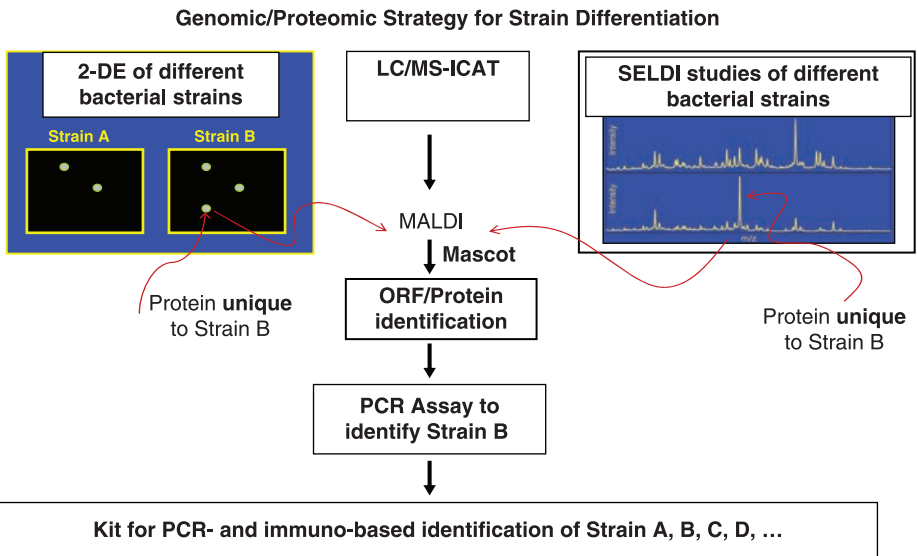 Genomic/Proteomic Strategy for Strain Differentiation
2-DE of different
bacterial strains
Strain A
Strain B
LC/MS-ICAT
SELDI studies of different
bacterial strains
Intensity
Intensity
m/z
MALDI
Mascot
Protein unique
to Strain B
ORF/Protein
identification
Protein unique
to Strain B
PCR Assay to
identify Strain B
Kit for PCR- and immuno-based identification of Strain A, B, C, D, ...